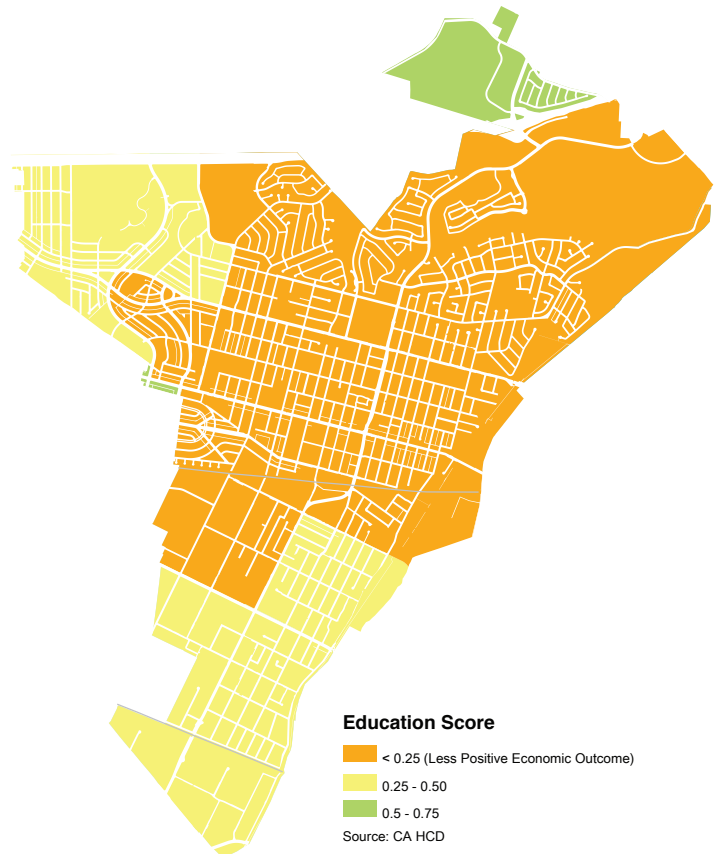 Education Score
< 0.25 (Less Positive Economic Outcome)
0.25 - 0.50
0.5 - 0.75
Source: CA HCD